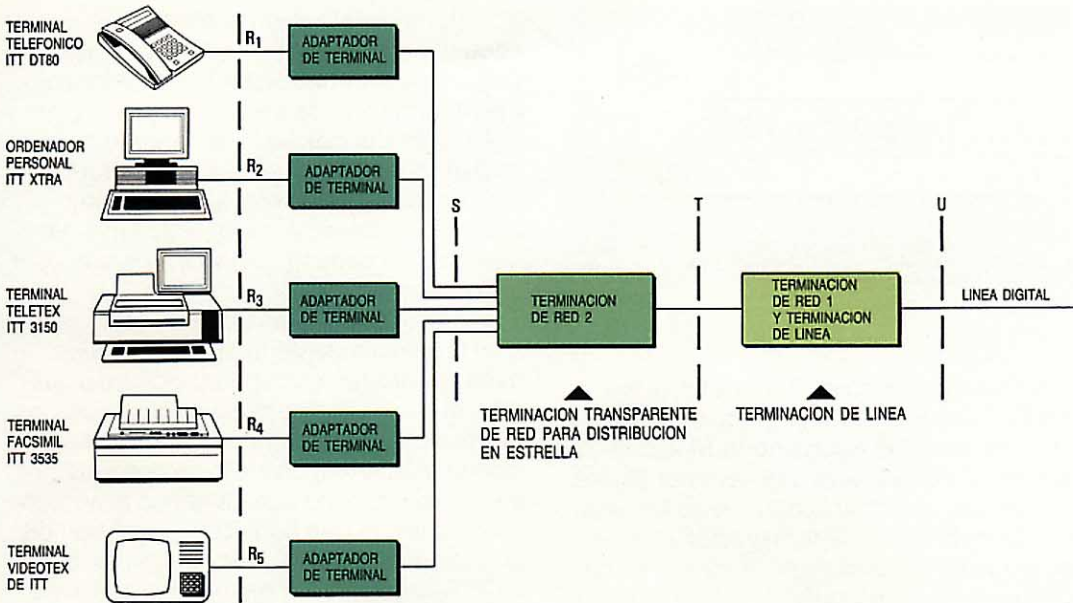 TERMINAL
TELEFONICO
ITT DT80
R1
ADAPTADOR
DE TERMINAL
ORDENADOR
PERSONAL
ITT XTRA
R2
ADAPTADOR
DE TERMINAL
S
T
U
TERMINAL
TELETEX
ITT 3150
R3
ADAPTADOR
DE TERMINAL
TERMINACION
DE RED 2
TERMINACION
DE RED 1
Y TERMINACION
DE LINEA
LINEA DIGITAL
TERMINACION TRANSPARENTE
DE RED PARA DISTRIBUCION
EN ESTRELLA
TERMINACION DE LINEA
TERMINAL
FACSIMIL
ITT 3535
R4
ADAPTADOR
DE TERMINAL
TERMINAL
VIDEOTEX
DE ITT
R5
ADAPTADOR
DE TERMINAL